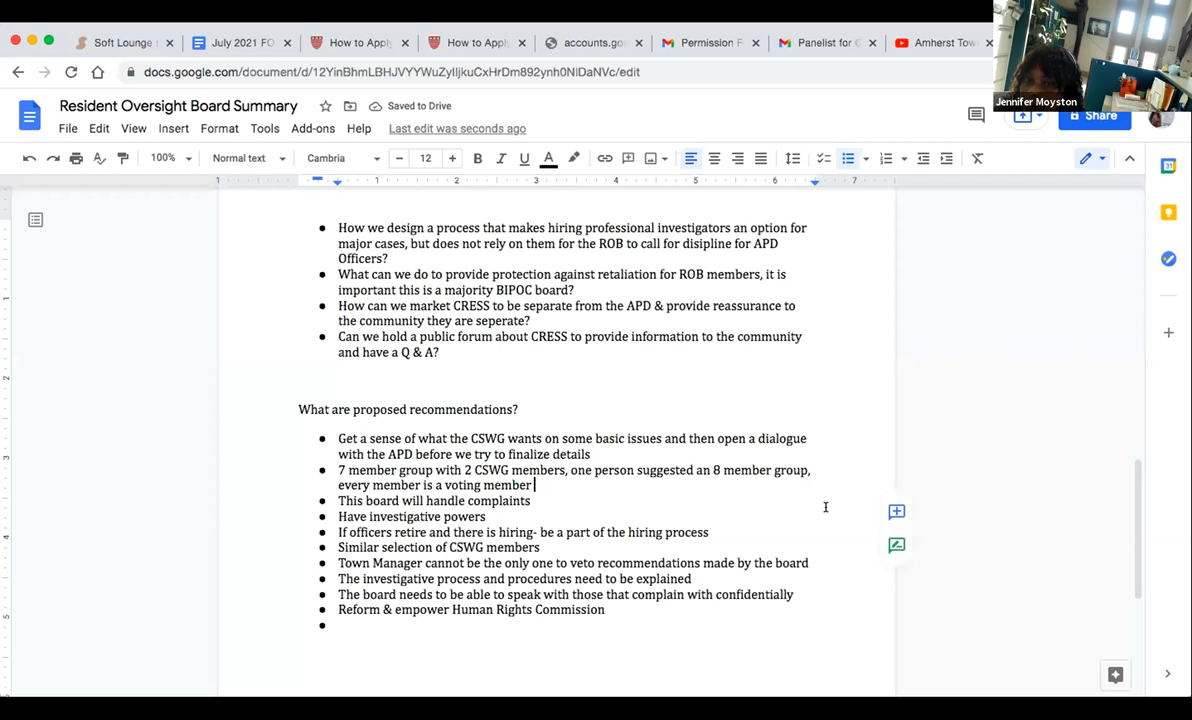 Soft Lounge
July 2021 FO
How to Apply
How to Apply
accounts.go
Permission F
Panelist for
Amherst Tow
docs.google.com/document/d/12YinBhmLBHJVYYWuZyIljkuCxHrDm892ynh0NIDaNVc/edit
Jennifer Moyston
Resident Oversight Board Summary
Saved to Drive
File Edit View Insert Format Tools Add-ons Help Last edit was seconds ago
Share
100% Normal text Cambria 12 B I U A
1 1 2 3 4 5 6 7
• How we design a process that makes hiring professional investigators an option for
major cases, but does not rely on them for the ROB to call for disipline for APD
Officers?
• What can we do to provide protection against retaliation for ROB members, it is
important this is a majority BIPOC board?
• How can we market CRESS to be separate from the APD & provide reassurance to
the community they are seperate?
• Can we hold a public forum about CRESS to provide information to the community
and have a Q & A?
What are proposed recommendations?
• Get a sense of what the CSWG wants on some basic issues and then open a dialogue
with the APD before we try to finalize details
• 7 member group with 2 CSWG members, one person suggested an 8 member group,
every member is a voting member
• This board will handle complaints
• Have investigative powers
• If officers retire and there is hiring- be a part of the hiring process
• Similar selection of CSWG members
• Town Manager cannot be the only one to veto recommendations made by the board
• The investigative process and procedures need to be explained
• The board needs to be able to speak with those that complain with confidentially
• Reform & empower Human Rights Commission
•